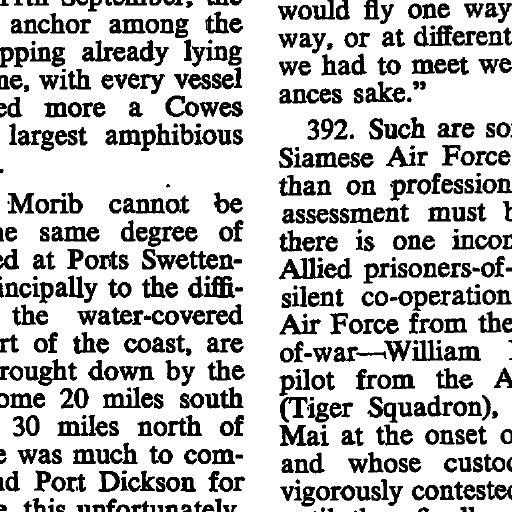 11th September, the
anchor among the
pping already lying
ne, with every vessel
ed more a Cowes
largest amphibious
.
Morib cannot be
ne same degree of
ed at Ports Swetten-
incipally to the diffi-
the water-covered
rt of the coast, are
rought down by the
ome 20 miles south
30 miles north of
e was much to com-
nd Port Dickson for
e, this unfortunately
would fly one way
way, or at different
we had to meet we
ances sake.”
392. Such are so
Siamese Air Force
than on profession
assessment must b
there is one incon
Allied prisoners-of-
silent co-operation
Air Force from the
of-war—William
pilot from the A
(Tiger Squadron),
Mai at the onset o
and whose custod
vigorously contested